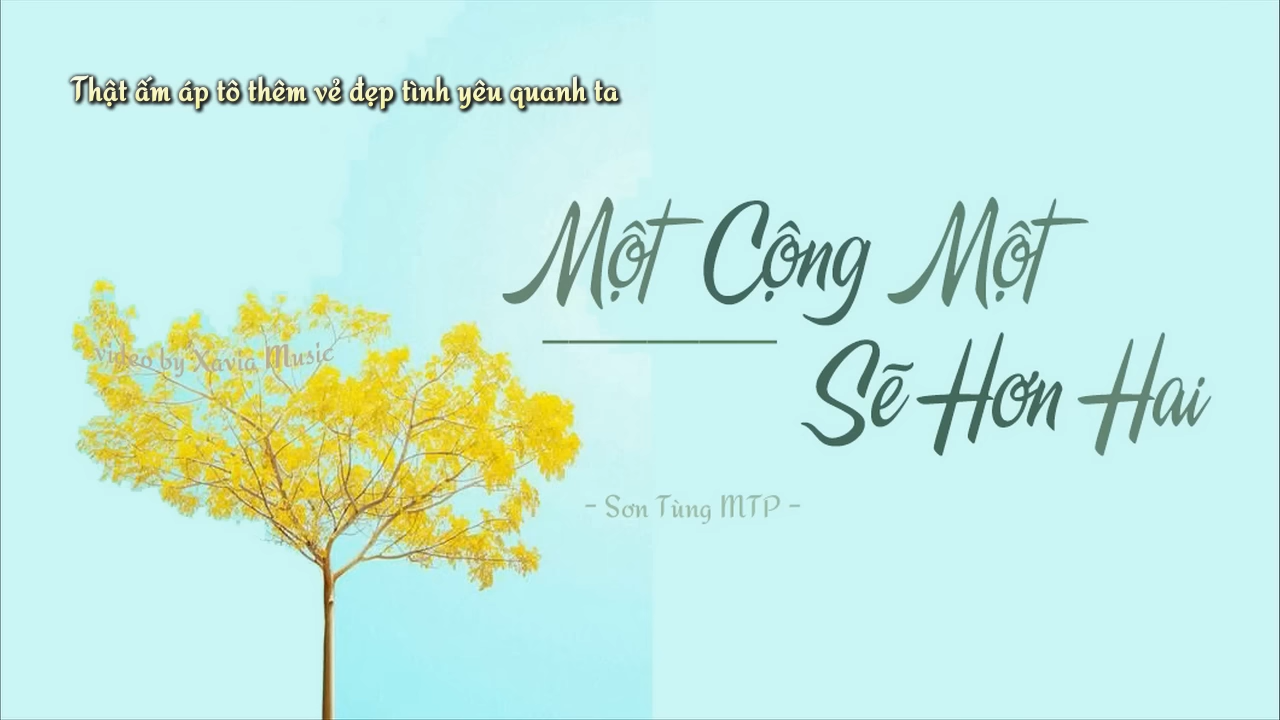 Thật ấm áp tô thêm vẻ đẹp tình yêu quanh ta
Một Cộng Một
Sẽ Hơn Hai
video by Xavia Music
- Sơn Tùng MTP -